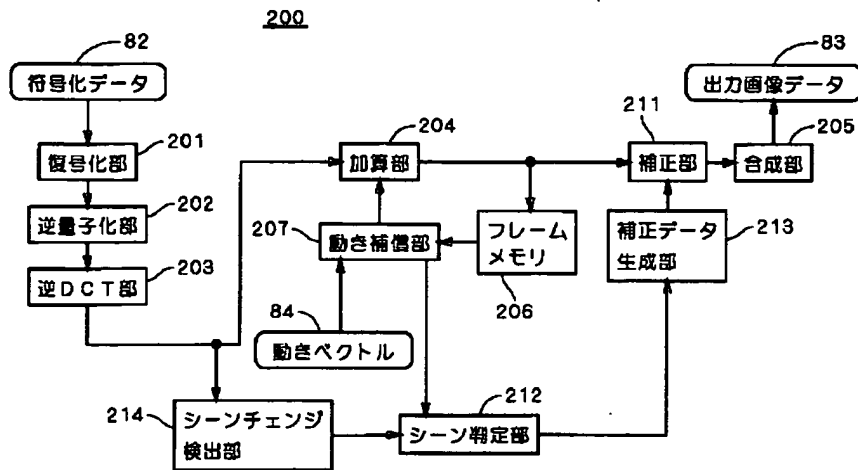 200
82
符号化データ
83
出力画像データ
201
復号化部
204
加算部
211
補正部
205
合成部
202
逆量子化部
207
動き補償部
フレーム
メモリ
206
補正データ
生成部
213
203
逆DCT部
84
動きベクトル
214
シーンチェンジ
検出部
212
シーン判定部